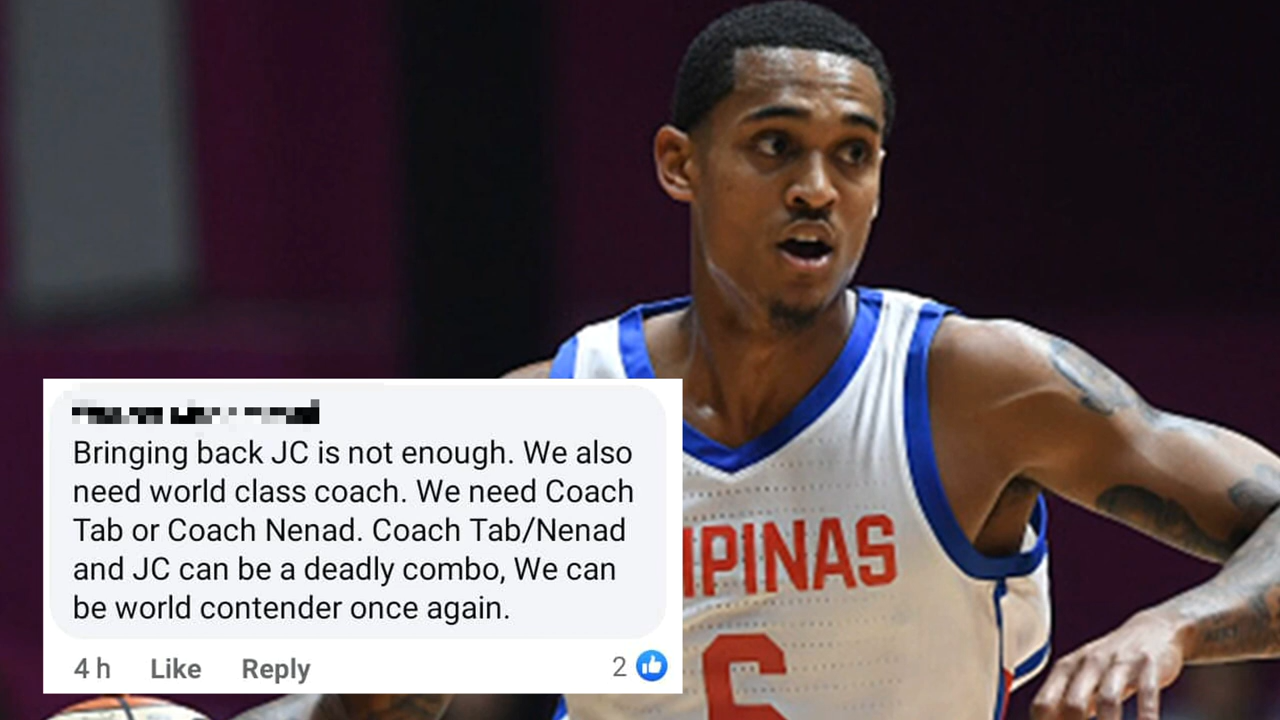 Bringing back JC is not enough. We also
need world class coach. We need Coach
Tab or Coach Nenad. Coach Tab/Nenad
and JC can be a deadly combo, We can
be world contender once again.
4 h Like Reply 2
IPINAS
6